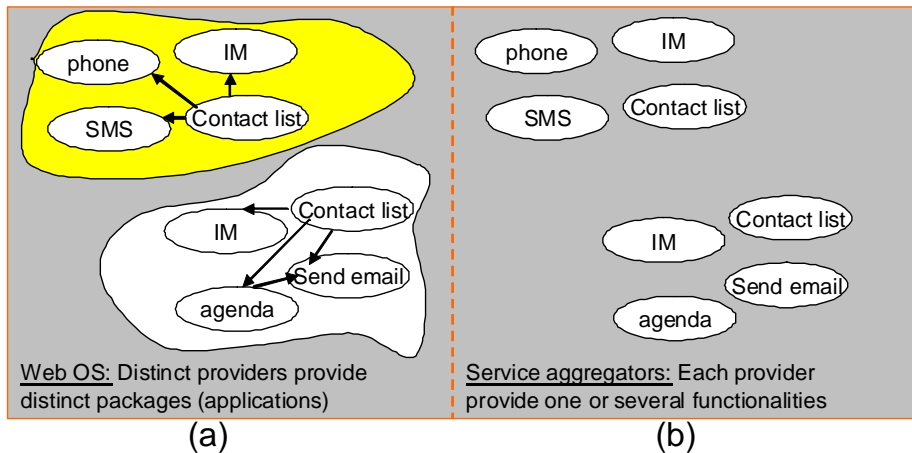 phone
IM
SMS
Contact list
Contact list
IM
Send email
agenda
Web OS: Distinct providers provide
distinct packages (applications)
(a)
phone
IM
SMS
Contact list
Contact list
IM
Send email
agenda
Service aggregators: Each provider
provide one or several functionalities
(b)